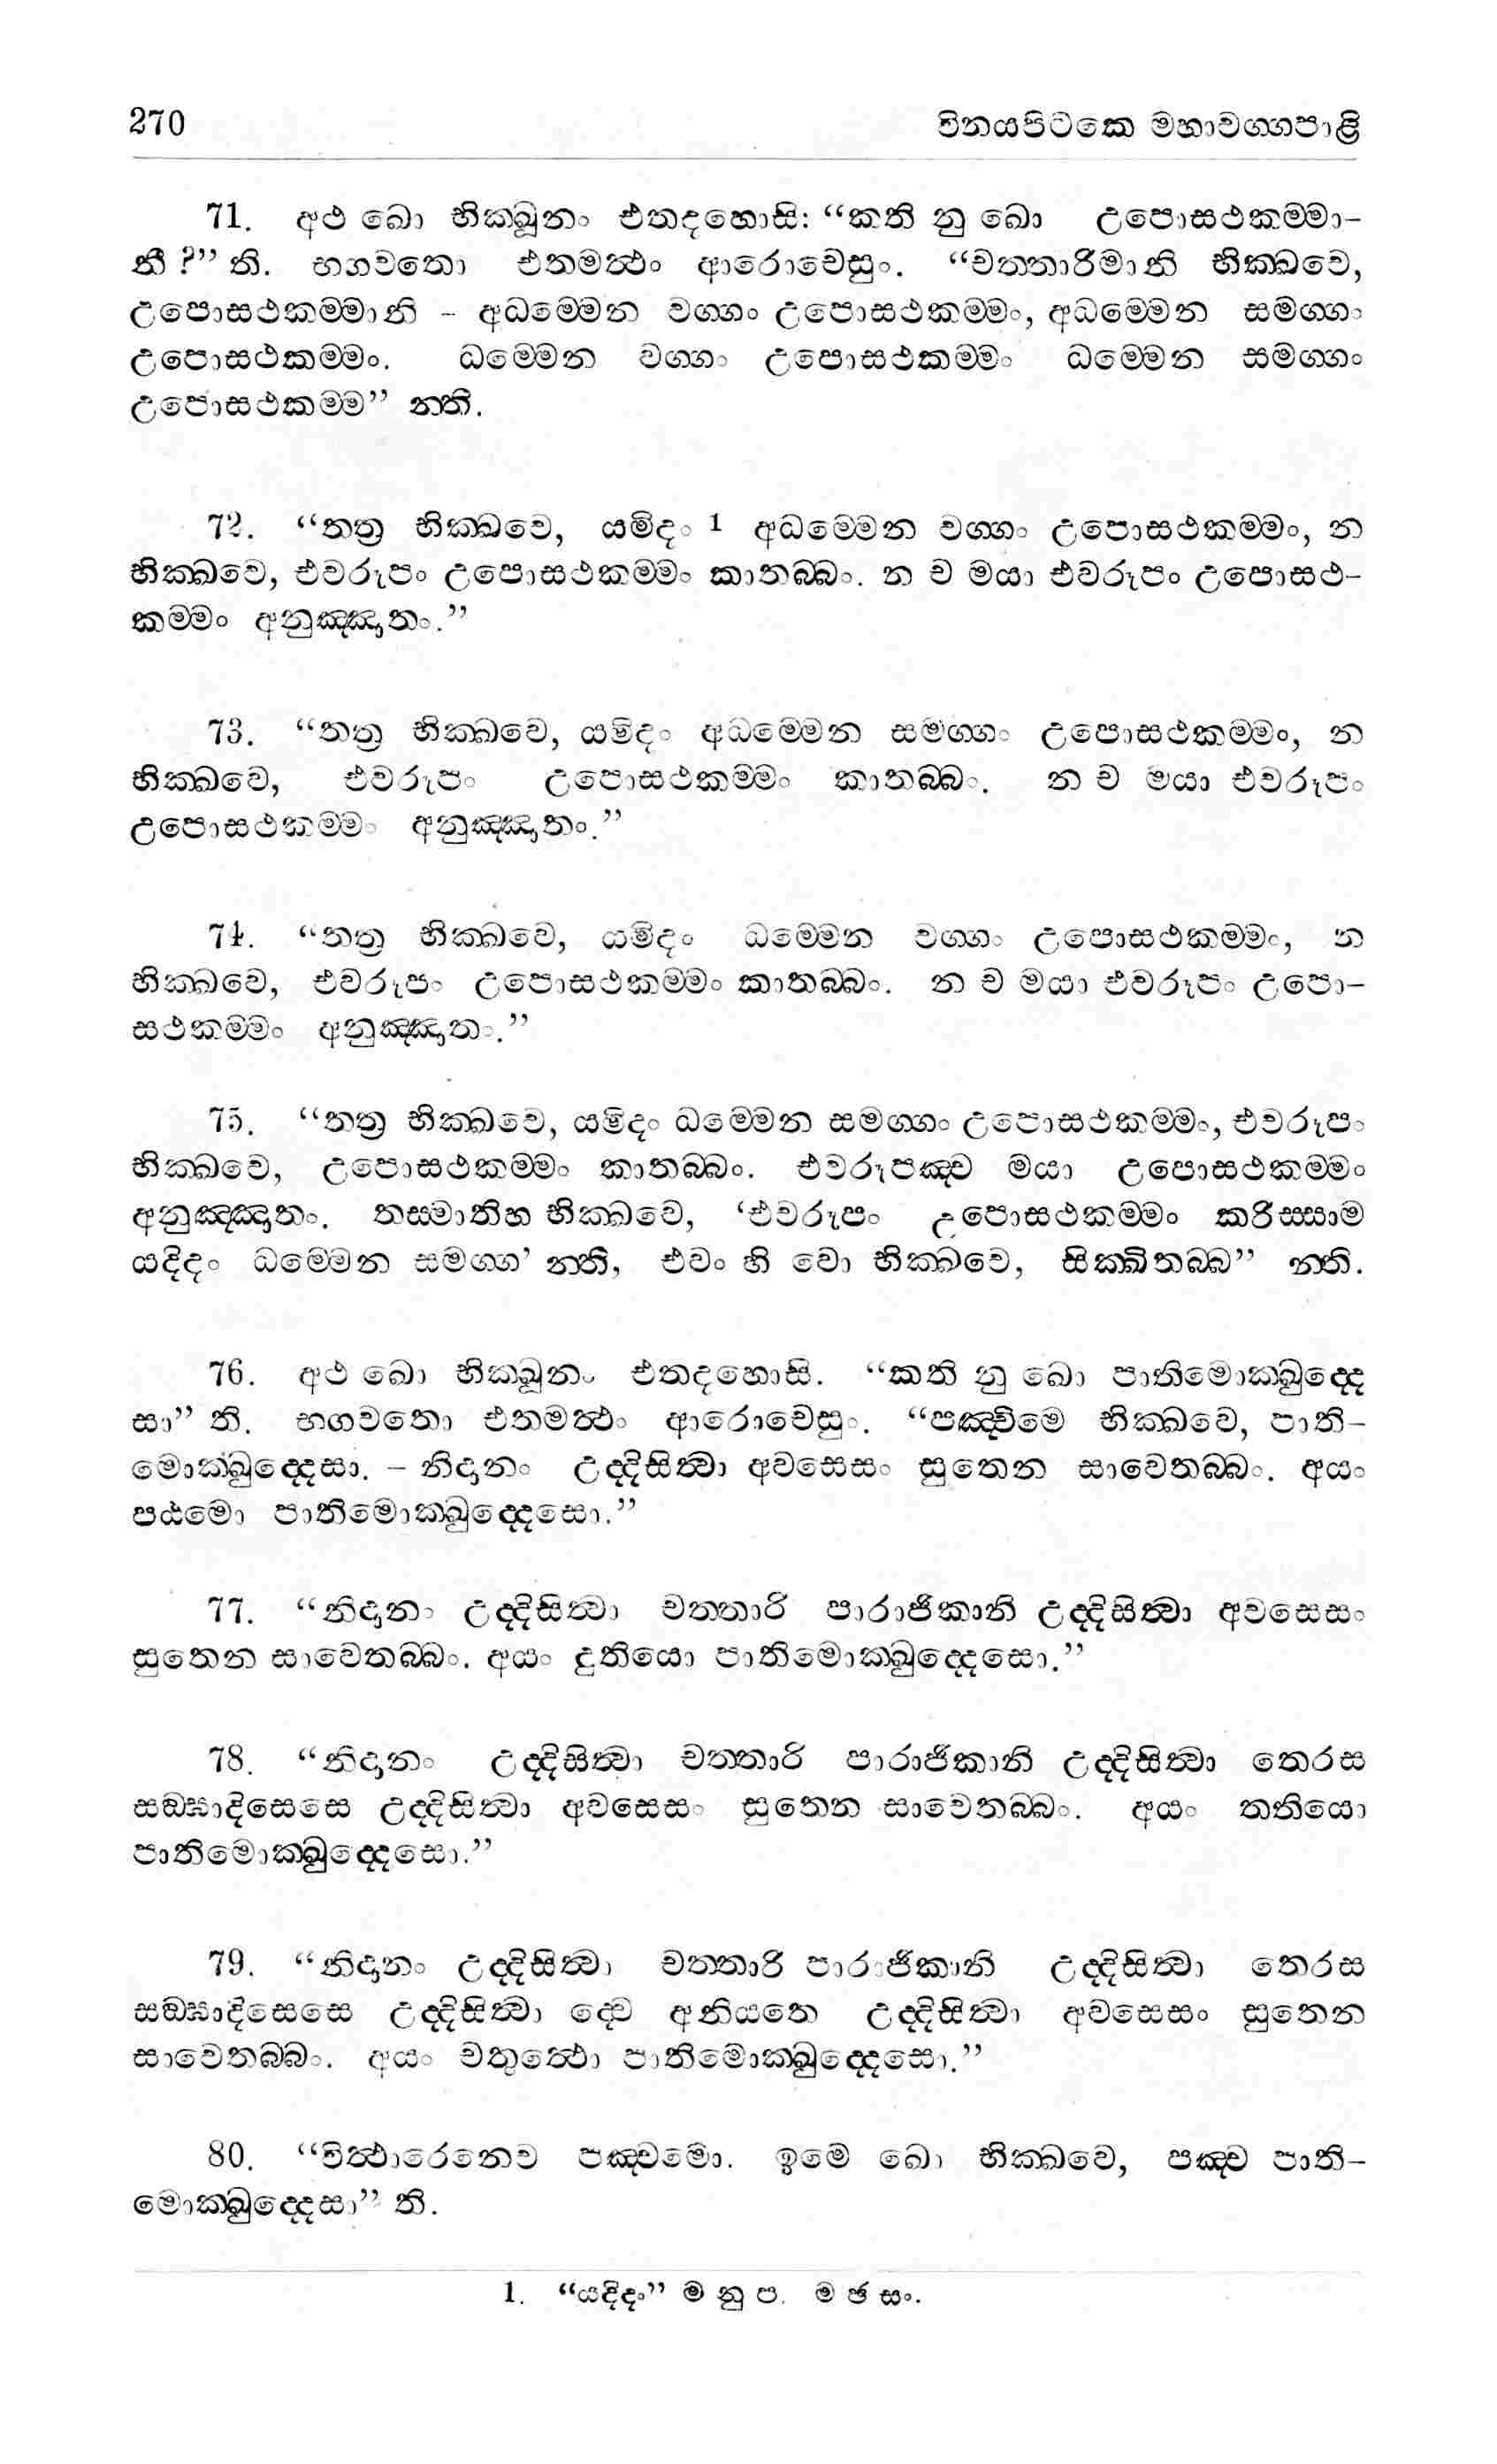 270 විනයපිටකෙ මහාවග්ගපාළි
71. අථ ඛො භික්ඛූනං එතදහොසි: “කති නු ඛො උපොසථකම්මා-
නී ?” ති. භගවතො එතමත්ථං ආරොචෙසුං. “චත්තාරිමානි භික්ඛවෙ,
උපොසථකම්මානි - අධම්මෙන වග්ගං උපොසථකම්මං, අධම්මෙන සමග්ගං
උපොසථකම්මං. ධම්මෙන වග්ගං උපොසථකම්මං ධම්මෙන සමග්ගං
උපොසථකම්ම” න්ති.
72. “තත්‍ර භික්ඛවෙ, යමිදං 1 අධම්මෙන වග්ගං උපොසථකම්මං, න
භික්ඛවෙ, එවරූපං උපොසථකම්මං කාතබ්බං. න ච මයා එවරූපං උපොසථ-
කම්මං අනුඤ්ඤාතං.”
73. “තත්‍ර භික්ඛවෙ, යමිදං අධම්මෙන සමග්ගං උපොසථකම්මං, න
භික්ඛවෙ, එවරූපං උපොසථකම්මං කාතබ්බං. න ච මයා එවරූපං
උපොසථකම්මං අනුඤ්ඤාතං.”
74. “තත්‍ර භික්ඛවෙ, යමිදං ධම්මෙන වග්ගං උපොසථකම්මං, න
භික්ඛවෙ, එවරූපං උපොසථකම්මං කාතබ්බං. න ච මයා එවරූපං උපො-
සථකම්මං අනුඤ්ඤාතං.”
75. “තත්‍ර භික්ඛවෙ, යමිදං ධම්මෙන සමග්ගං උපොසථකම්මං, එවරූපං
භික්ඛවෙ, උපොසථකම්මං කාතබ්බං. එවරූපඤ්ච මයා උපොසථකම්මං
අනුඤ්ඤාතං. තස්මාතිහ භික්ඛවෙ, ‘එවරූපං උපොසථකම්මං කරිස්සාම
යදිදං ධම්මෙන සමග්ග’ න්ති, එවං හි වො භික්ඛවෙ, සික්ඛිතබ්බ” න්ති.
76. අථ ඛො භික්ඛූනං එතදහොසි. “කති නු ඛො පාතිමොක්ඛුද්දෙ
සා” ති. භගවතො එතමත්ථං ආරොචෙසුං. “පඤ්චිමෙ භික්ඛවෙ, පාති-
මොක්ඛුද්දෙසා. - නිදානං උද්දිසිත්වා අවසෙසං සුතෙන සාවෙතබ්බං. අයං
පඨමො පාතිමොක්ඛුද්දෙසො.”
77. “නිදානං උද්දිසිත්වා චත්තාරි පාරාජිකානි උද්දිසිත්වා අවසෙසං
සුතෙන සාවෙතබ්බං. අයං දුතියො පාතිමොක්ඛුද්දෙසො.”
78. “නිදානං උද්දිසිත්වා චත්තාරි පාරාජිකානි උද්දිසිත්වා තෙරස
සඞ්ඝාදිසෙසෙ උද්දිසිත්වා අවසෙසං සුතෙන සාවෙතබ්බං. අයං තතියො
පාතිමොක්ඛුද්දෙසො.”
79. “නිදානං උද්දිසිත්වා චත්තාරි පාරාජිකානි උද්දිසිත්වා තෙරස
සඞ්ඝාදිසෙසෙ උද්දිසිත්වා ද්වෙ අනියතෙ උද්දිසිත්වා අවසෙසං සුතෙන
සාවෙතබ්බං. අයං චතුත්ථො පාතිමොක්ඛුද්දෙසො.”
80. “විත්ථාරෙනෙව පඤ්චමො. ඉමෙ ඛො භික්ඛවෙ, පඤ්ච පාති-
මොක්ඛුද්දෙසා” ති.
1. “යදිදං” ම නු ප. ම ඡ සං.